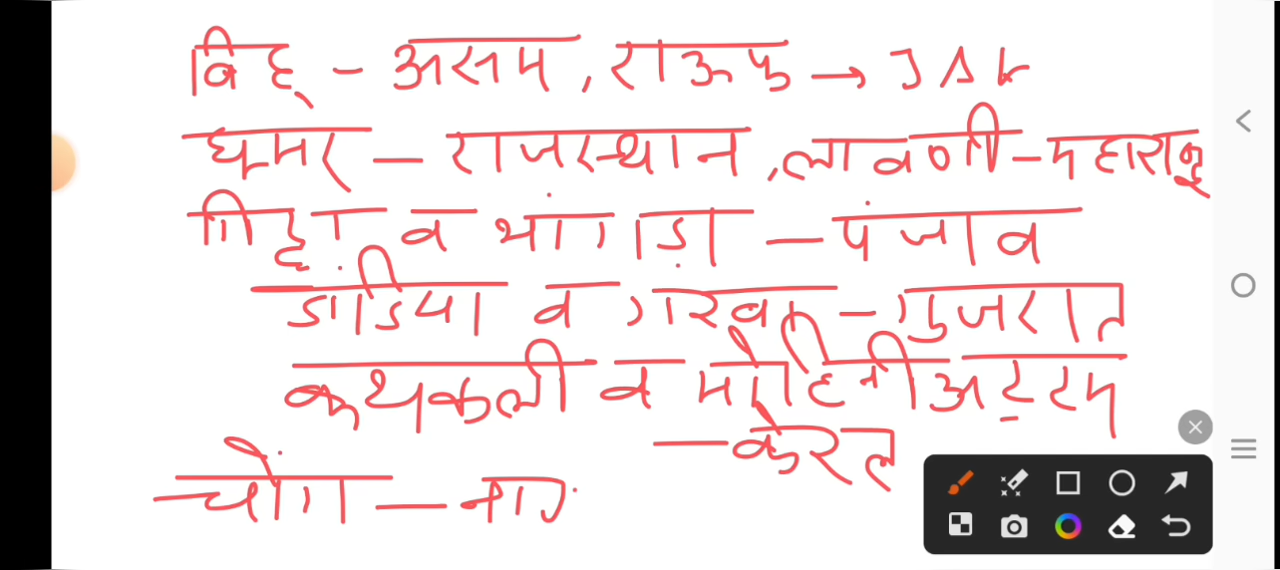 बिहू - असम, राऊफ → J&K
घूमर - राजस्थान, लावणी - महाराष्ट्र
गिद्दा व भांगड़ा - पंजाब
डांडिया व गरबा - गुजरात
कथकली व मोहिनीअट्टम
- केरल
चोंग - नागा